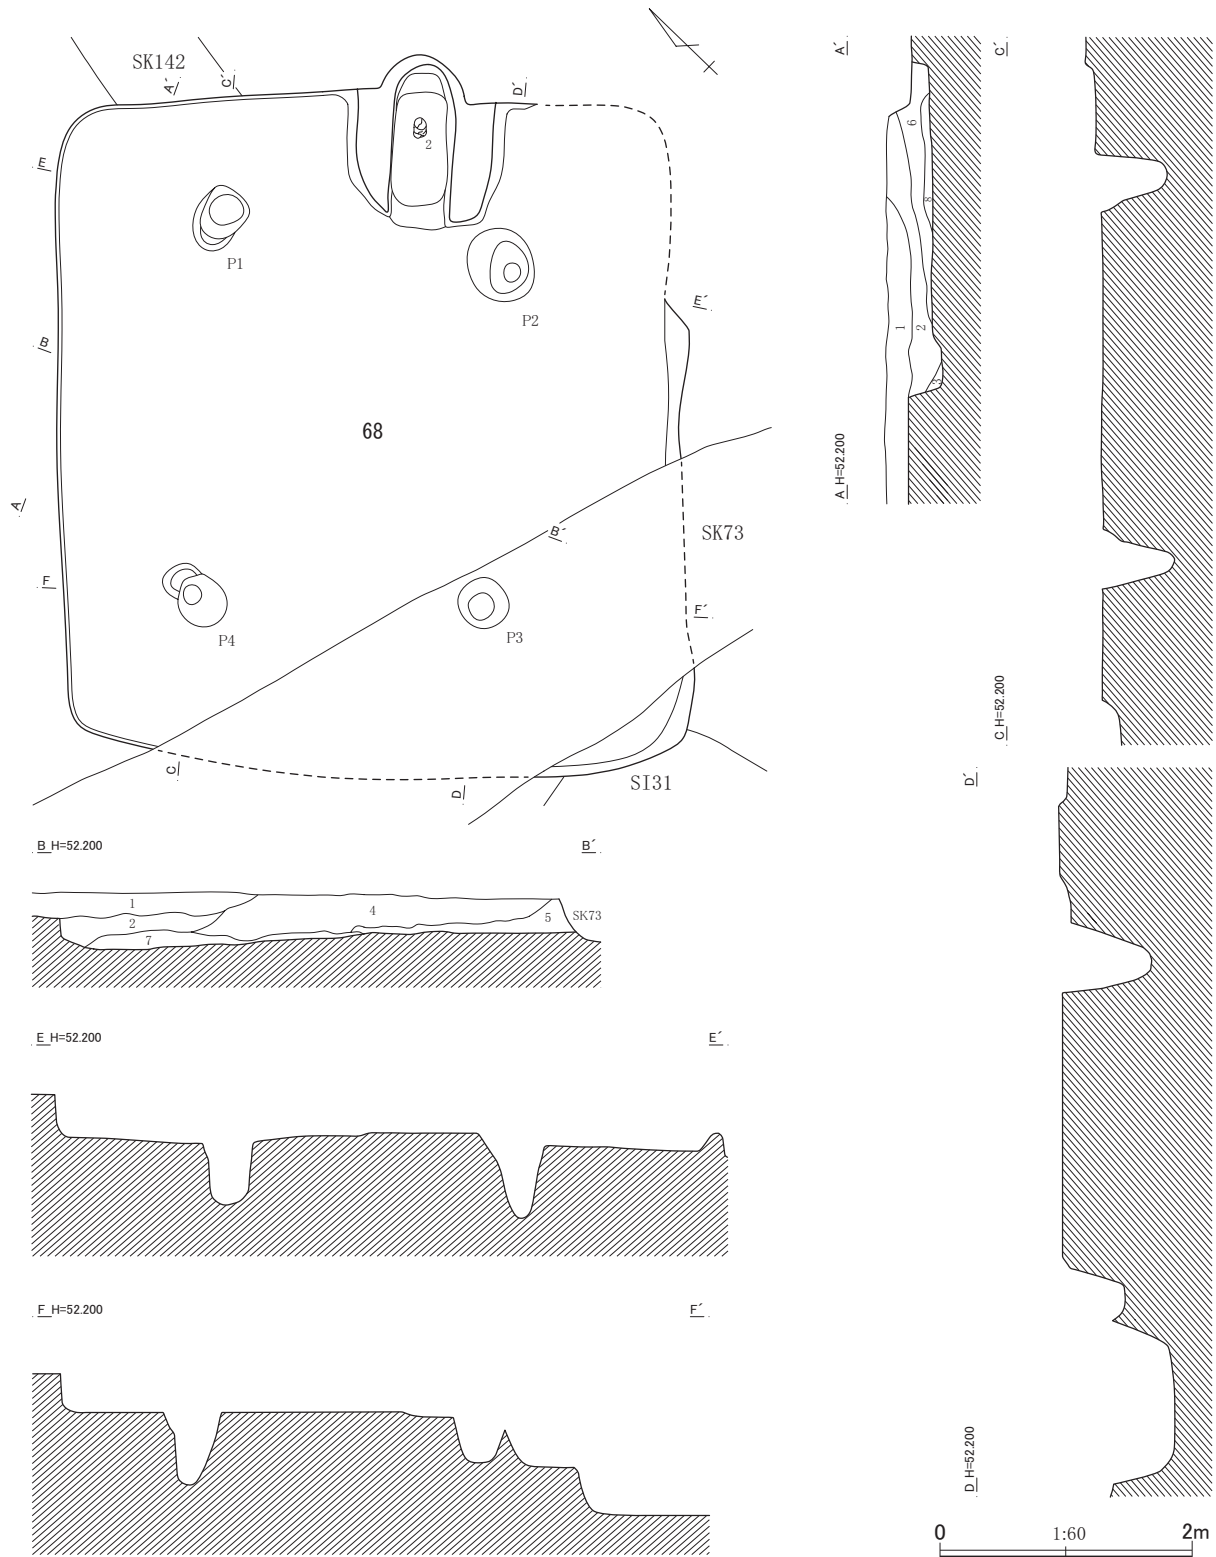 SK142
A´
C´
D´
E
2
P1
P2
E´
B
68
A
B´
SK73
F
F´
P4
P3
C
D
SI31
A´
6
8
1
2
3
A H=52.200
C´
C H=52.200
D´
D H=52.200
B H=52.200
B´
1
2
7
4
5
SK73
E H=52.200
E´
F H=52.200
F´
0 1:60 2m